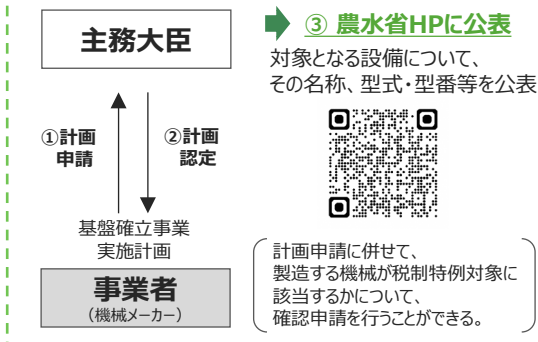 主務大臣
①計画
申請
②計画
認定
基盤確立事業
実施計画
事業者
(機械メーカー)
③ 農水省HPに公表
対象となる設備について、
その名称、型式・型番等を公表
計画申請に併せて、
製造する機械が税制特例対象に
該当するかについて、
確認申請を行うことができる。